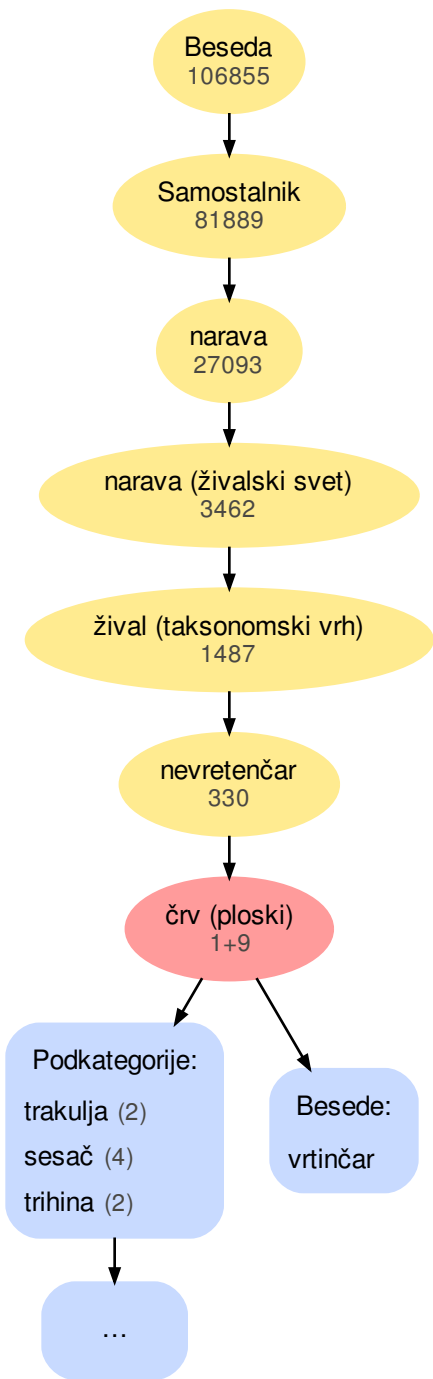 Beseda
106855
Samostalnik
81889
narava
27093
narava (živalski svet)
3462
žival (taksonomski vrh)
1487
nevretenčar
330
črv (ploski)
1+9
Podkategorije:
trakulja (2)
sesač (4)
trihina (2)
Besede:
vrtinčar
...